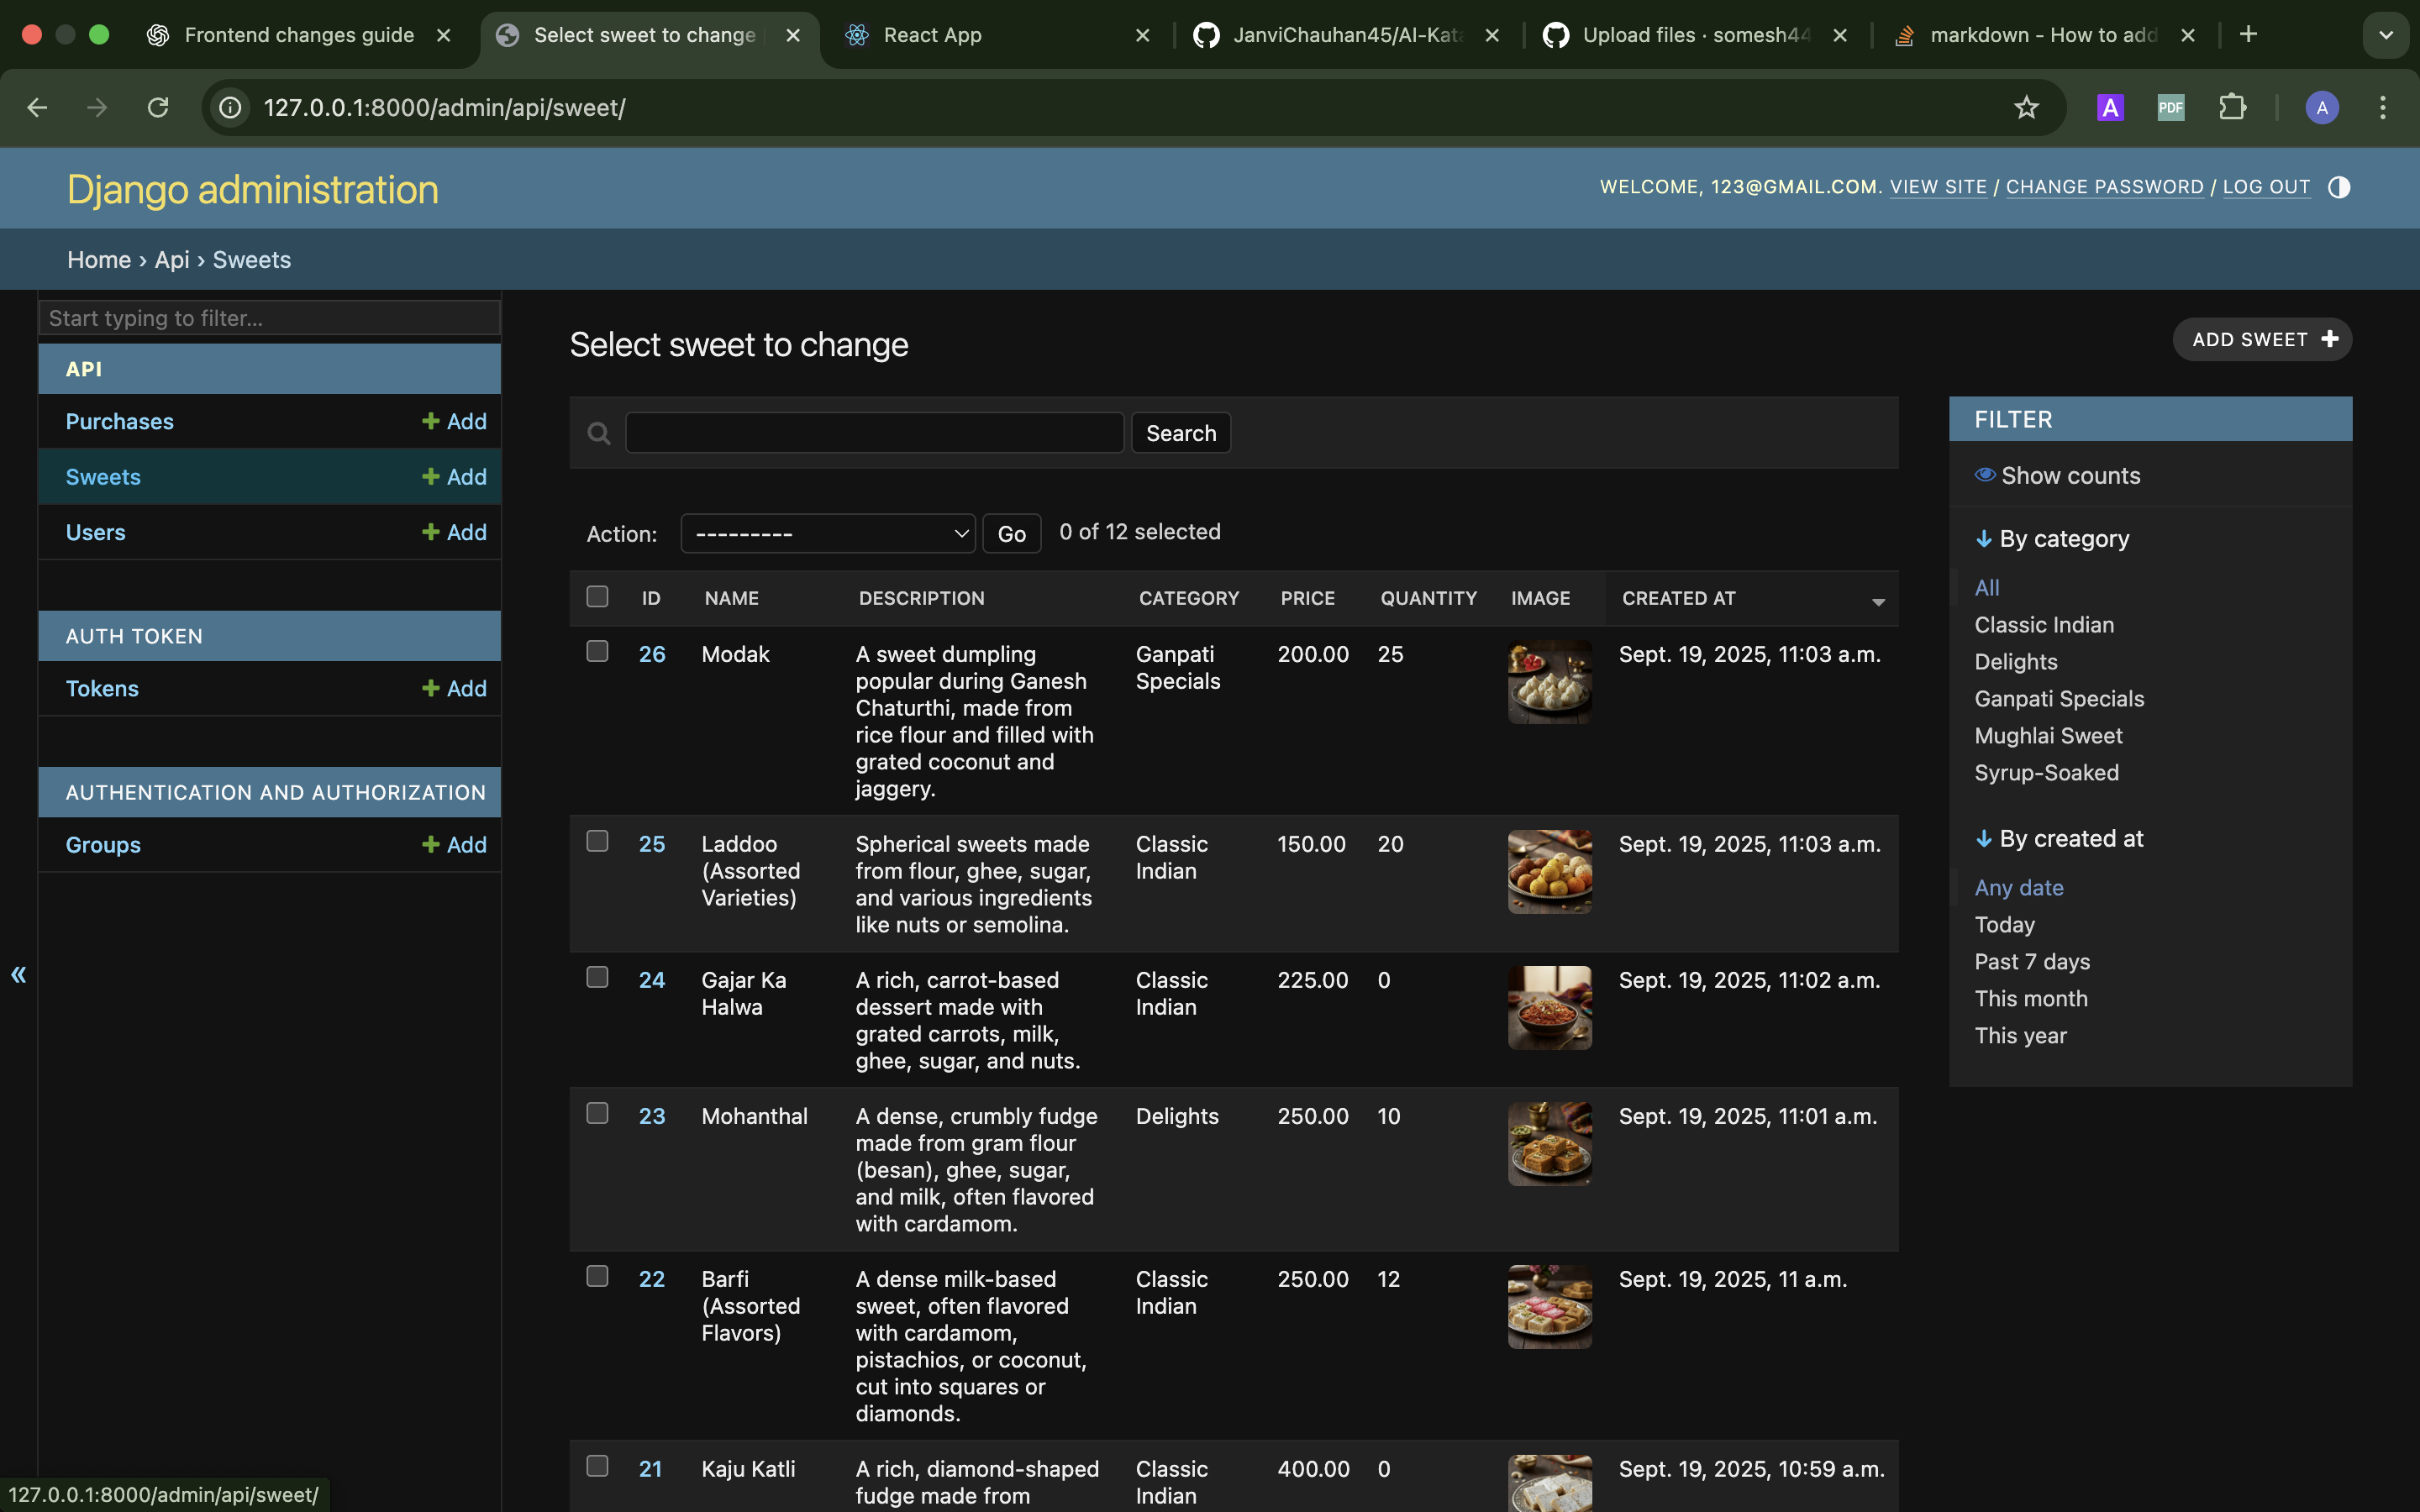 Frontend changes guide
Select sweet to change
React App
JanviChauhan45/AI-Kata
Upload files · somesh44
markdown - How to add
127.0.0.1:8000/admin/api/sweet/
A
PDF
A
Django administration
WELCOME, 123@GMAIL.COM. VIEW SITE / CHANGE PASSWORD / LOG OUT
Home › Api › Sweets
Start typing to filter...
API
Purchases
+ Add
Sweets
+ Add
Users
+ Add
AUTH TOKEN
Tokens
+ Add
AUTHENTICATION AND AUTHORIZATION
Groups
+ Add
«
Select sweet to change
ADD SWEET +
Search
Action:
---------
Go
0 of 12 selected
ID NAME DESCRIPTION CATEGORY PRICE QUANTITY IMAGE CREATED AT
26 Modak A sweet dumpling Ganpati 200.00 25 Sept. 19, 2025, 11:03 a.m.
popular during Ganesh Specials
Chaturthi, made from
rice flour and filled with
grated coconut and
jaggery.
25 Laddoo Spherical sweets made Classic 150.00 20 Sept. 19, 2025, 11:03 a.m.
(Assorted from flour, ghee, sugar, Indian
Varieties) and various ingredients
like nuts or semolina.
24 Gajar Ka A rich, carrot-based Classic 225.00 0 Sept. 19, 2025, 11:02 a.m.
Halwa dessert made with Indian
grated carrots, milk,
ghee, sugar, and nuts.
23 Mohanthal A dense, crumbly fudge Delights 250.00 10 Sept. 19, 2025, 11:01 a.m.
made from gram flour
(besan), ghee, sugar,
and milk, often flavored
with cardamom.
22 Barfi A dense milk-based Classic 250.00 12 Sept. 19, 2025, 11 a.m.
(Assorted sweet, often flavored Indian
Flavors) with cardamom,
pistachios, or coconut,
cut into squares or
diamonds.
21 Kaju Katli A rich, diamond-shaped Classic 400.00 0 Sept. 19, 2025, 10:59 a.m.
fudge made from Indian
FILTER
Show counts
↓ By category
All
Classic Indian
Delights
Ganpati Specials
Mughlai Sweet
Syrup-Soaked
↓ By created at
Any date
Today
Past 7 days
This month
This year
127.0.0.1:8000/admin/api/sweet/